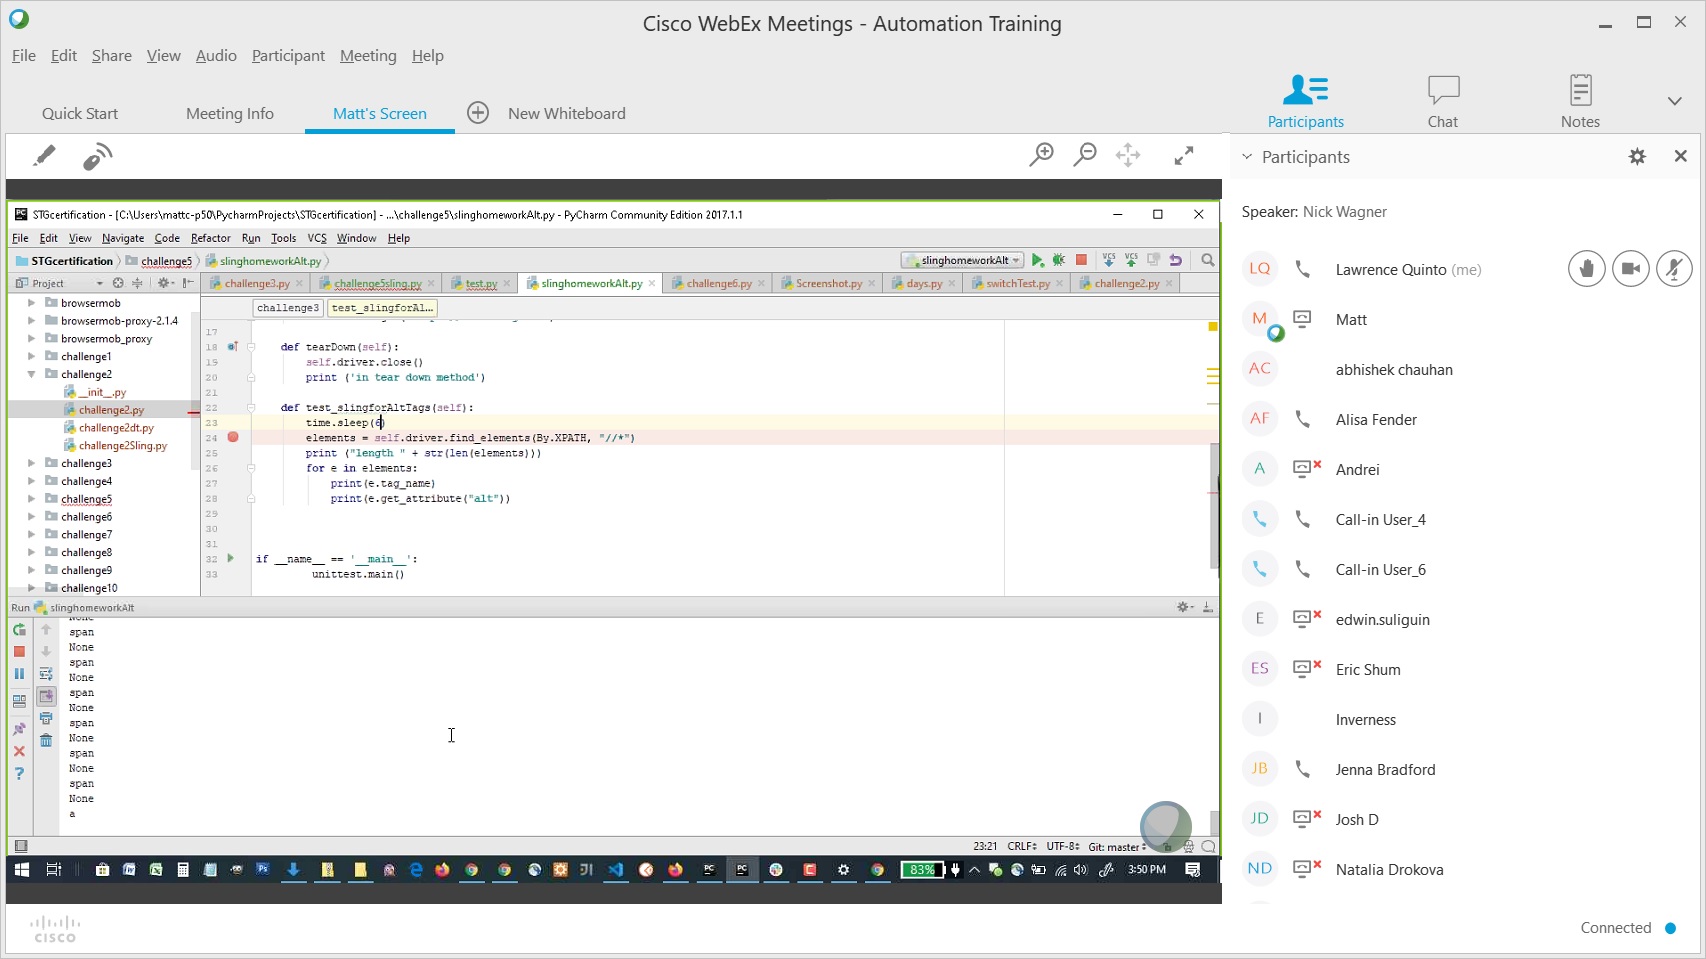 Cisco WebEx Meetings - Automation Training
File Edit Share View Audio Participant Meeting Help
Quick Start Meeting Info Matt's Screen New Whiteboard
Participants Chat Notes
Participants
Speaker: Nick Wagner
LQ Lawrence Quinto (me)
M Matt
AC abhishek chauhan
AF Alisa Fender
A Andrei
Call-in User_4
Call-in User_6
E edwin.suliguin
ES Eric Shum
I Inverness
JB Jenna Bradford
JD Josh D
ND Natalia Drokova
Connected
STGcertification - [C:\Users\mattc-p50\PycharmProjects\STGcertification] - ...\challenge5\slinghomeworkAlt.py - PyCharm Community Edition 2017.1.1
File Edit View Navigate Code Refactor Run Tools VCS Window Help
STGcertification challenge5 slinghomeworkAlt.py
slinghomeworkAlt
VCS VCS
Project
challenge3.py challenge5sling.py test.py slinghomeworkAlt.py challenge6.py Screenshot.py days.py switchTest.py challenge2.py
challenge3 test_slingforAl...
browsermob
browsermob-proxy-2.1.4
browsermob_proxy
challenge1
challenge2
__init__.py
challenge2.py
challenge2dt.py
challenge2Sling.py
challenge3
challenge4
challenge5
challenge6
challenge7
challenge8
challenge9
challenge10
17
18 def tearDown(self):
19 self.driver.close()
20 print ('in tear down method')
21
22 def test_slingforAltTags(self):
23 time.sleep(6)
24 elements = self.driver.find_elements(By.XPATH, "//*")
25 print ("length " + str(len(elements)))
26 for e in elements:
27 print(e.tag_name)
28 print(e.get_attribute("alt"))
29
30
31
32 if __name__ == '__main__':
33 unittest.main()
Run slinghomeworkAlt
None
span
None
span
None
span
None
span
None
span
None
span
None
a
23:21 CRLF UTF-8 Git: master
83% 3:50 PM
CISCO